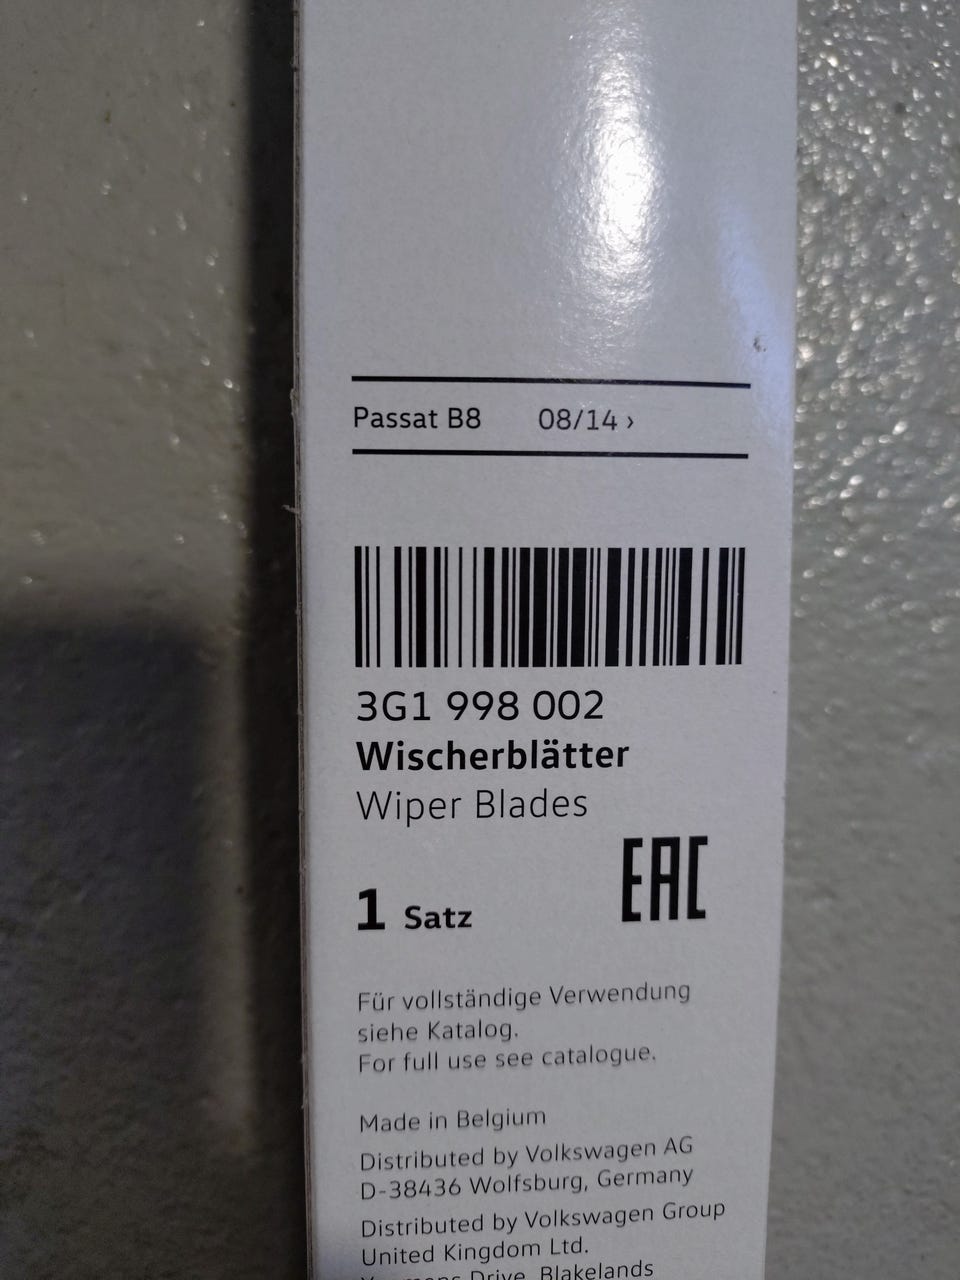 Passat B8 08/14 ›
3G1 998 002
Wischerblätter
Wiper Blades
EAC
1 Satz
Für vollständige Verwendung
siehe Katalog.
For full use see catalogue.
Made in Belgium
Distributed by Volkswagen AG
D-38436 Wolfsburg, Germany
Distributed by Volkswagen Group
United Kingdom Ltd.
Drive, Blakelands